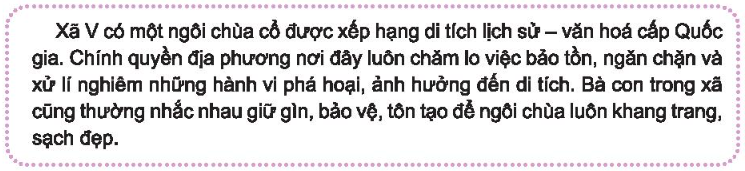 Xã V có một ngôi chùa cổ được xếp hạng di tích lịch sử – văn hoá cấp Quốc
gia. Chính quyền địa phương nơi đây luôn chăm lo việc bảo tồn, ngăn chặn và
xử lí nghiêm những hành vi phá hoại, ảnh hưởng đến di tích. Bà con trong xã
cũng thường nhắc nhau giữ gìn, bảo vệ, tôn tạo để ngôi chùa luôn khang trang,
sạch đẹp.